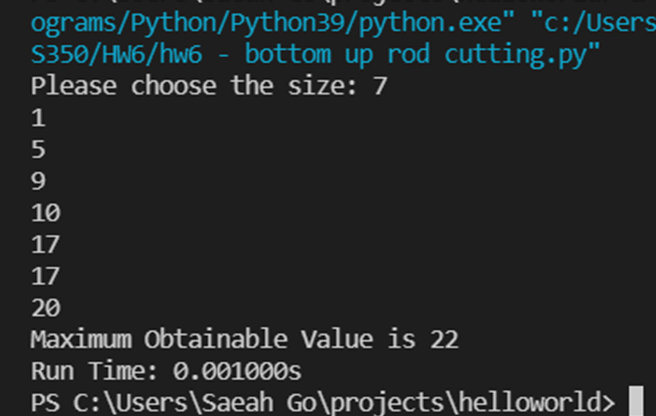 ograms/Python/Python39/python.exe" "c:/Users
S350/HW6/hw6 - bottom up rod cutting.py"
Please choose the size: 7
1
5
9
10
17
17
20
Maximum Obtainable Value is 22
Run Time: 0.001000s
PS C:\Users\Saeah Go\projects\helloworld>